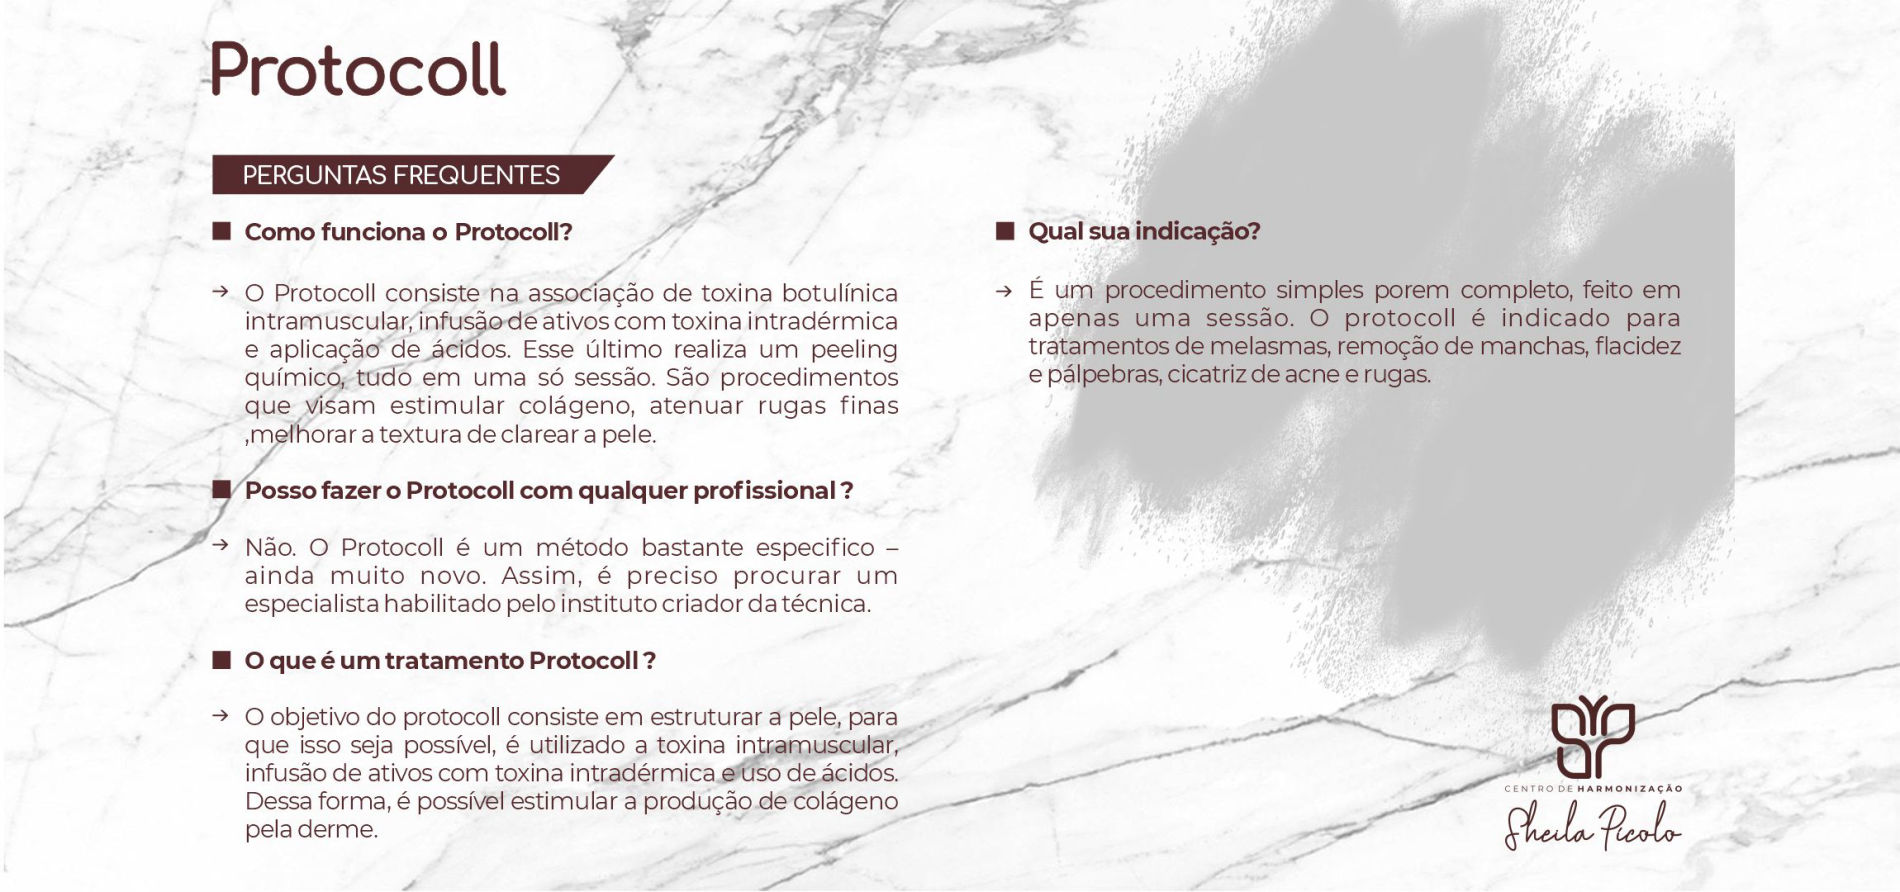 Protocoll
PERGUNTAS FREQUENTES
Como funciona o Protocoll?
O Protocoll consiste na associação de toxina botulínica
intramuscular, infusão de ativos com toxina intradérmica
e aplicação de ácidos. Esse último realiza um peeling
químico, tudo em uma só sessão. São procedimentos
que visam estimular colágeno, atenuar rugas finas
,melhorar a textura de clarear a pele.
Posso fazer o Protocoll com qualquer profissional ?
Não. O Protocoll é um método bastante especifico –
ainda muito novo. Assim, é preciso procurar um
especialista habilitado pelo instituto criador da técnica.
O que é um tratamento Protocoll ?
O objetivo do protocoll consiste em estruturar a pele, para
que isso seja possível, é utilizado a toxina intramuscular,
infusão de ativos com toxina intradérmica e uso de ácidos.
Dessa forma, é possível estimular a produção de colágeno
pela derme.
Qual sua indicação?
É um procedimento simples porem completo, feito em
apenas uma sessão. O protocoll é indicado para
tratamentos de melasmas, remoção de manchas, flacidez
e pálpebras, cicatriz de acne e rugas.
CENTRO DE HARMONIZAÇÃO
Sheila Picolo